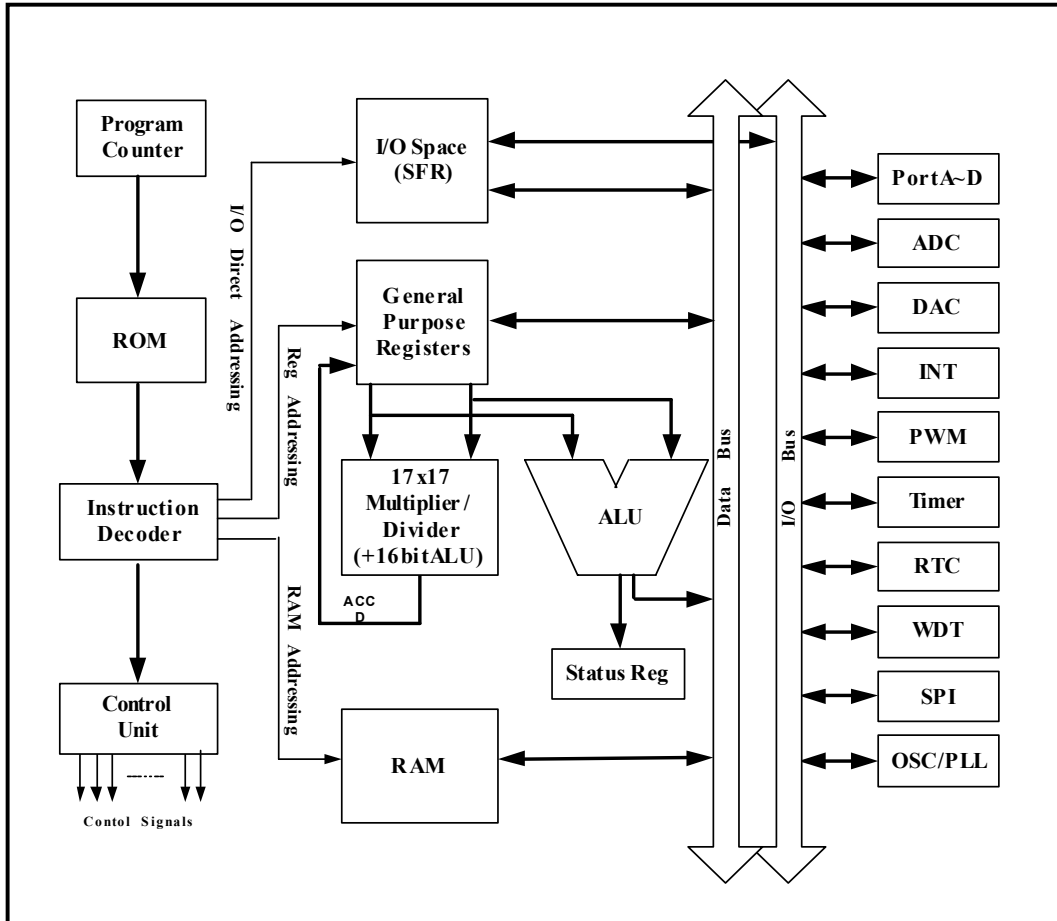 Program
Counter
ROM
Instruction
Decoder
Control
Unit
Contol Signals
I/O Direct Addressing
Reg Addressing
RAM Addressing
I/O Space
(SFR)
General
Purpose
Registers
17x17
Multiplier/
Divider
(+16bitALU)
ACC
D
ALU
Status Reg
RAM
Data Bus
I/O Bus
PortA~D
ADC
DAC
INT
PWM
Timer
RTC
WDT
SPI
OSC/PLL